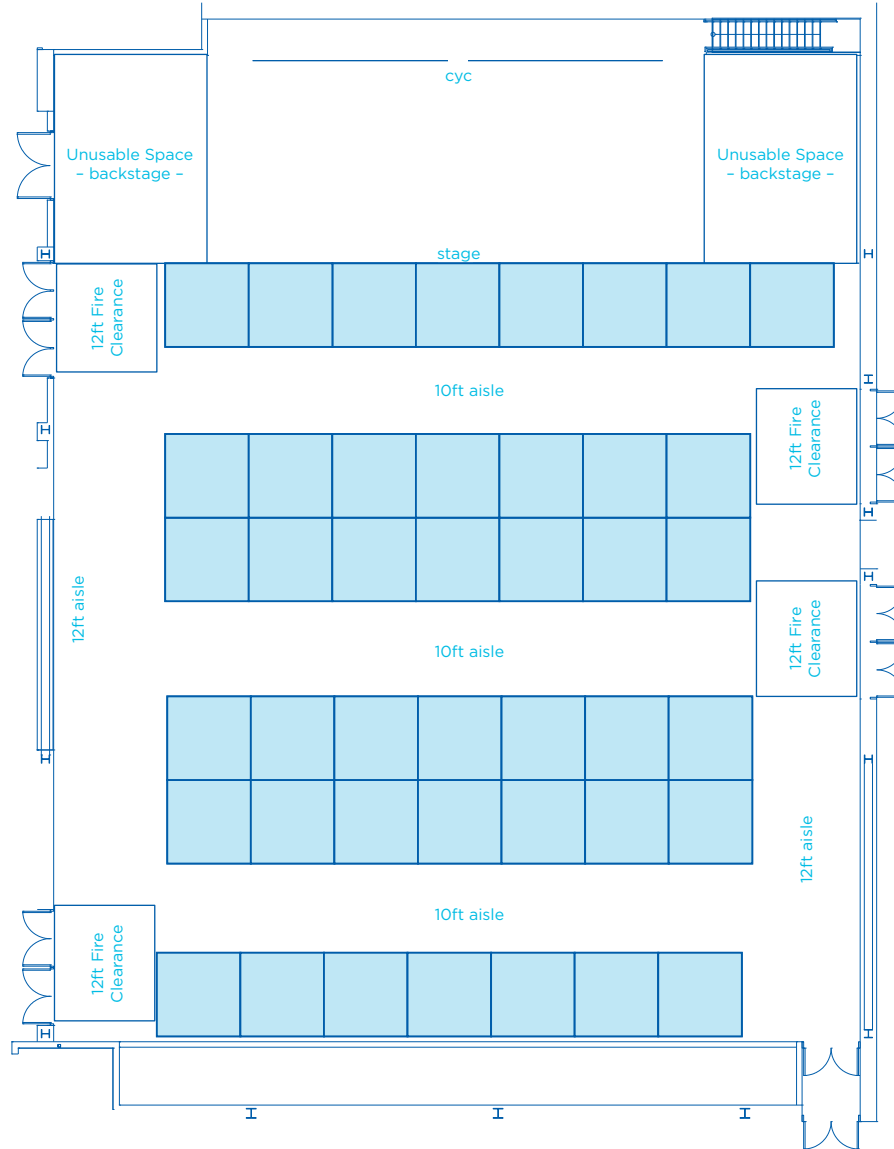 cyc
Unusable Space
– backstage –
Unusable Space
– backstage –
stage
12ft Fire
Clearance
10ft aisle
12ft Fire
Clearance
12ft aisle
10ft aisle
12ft Fire
Clearance
12ft aisle
10ft aisle
12ft Fire
Clearance